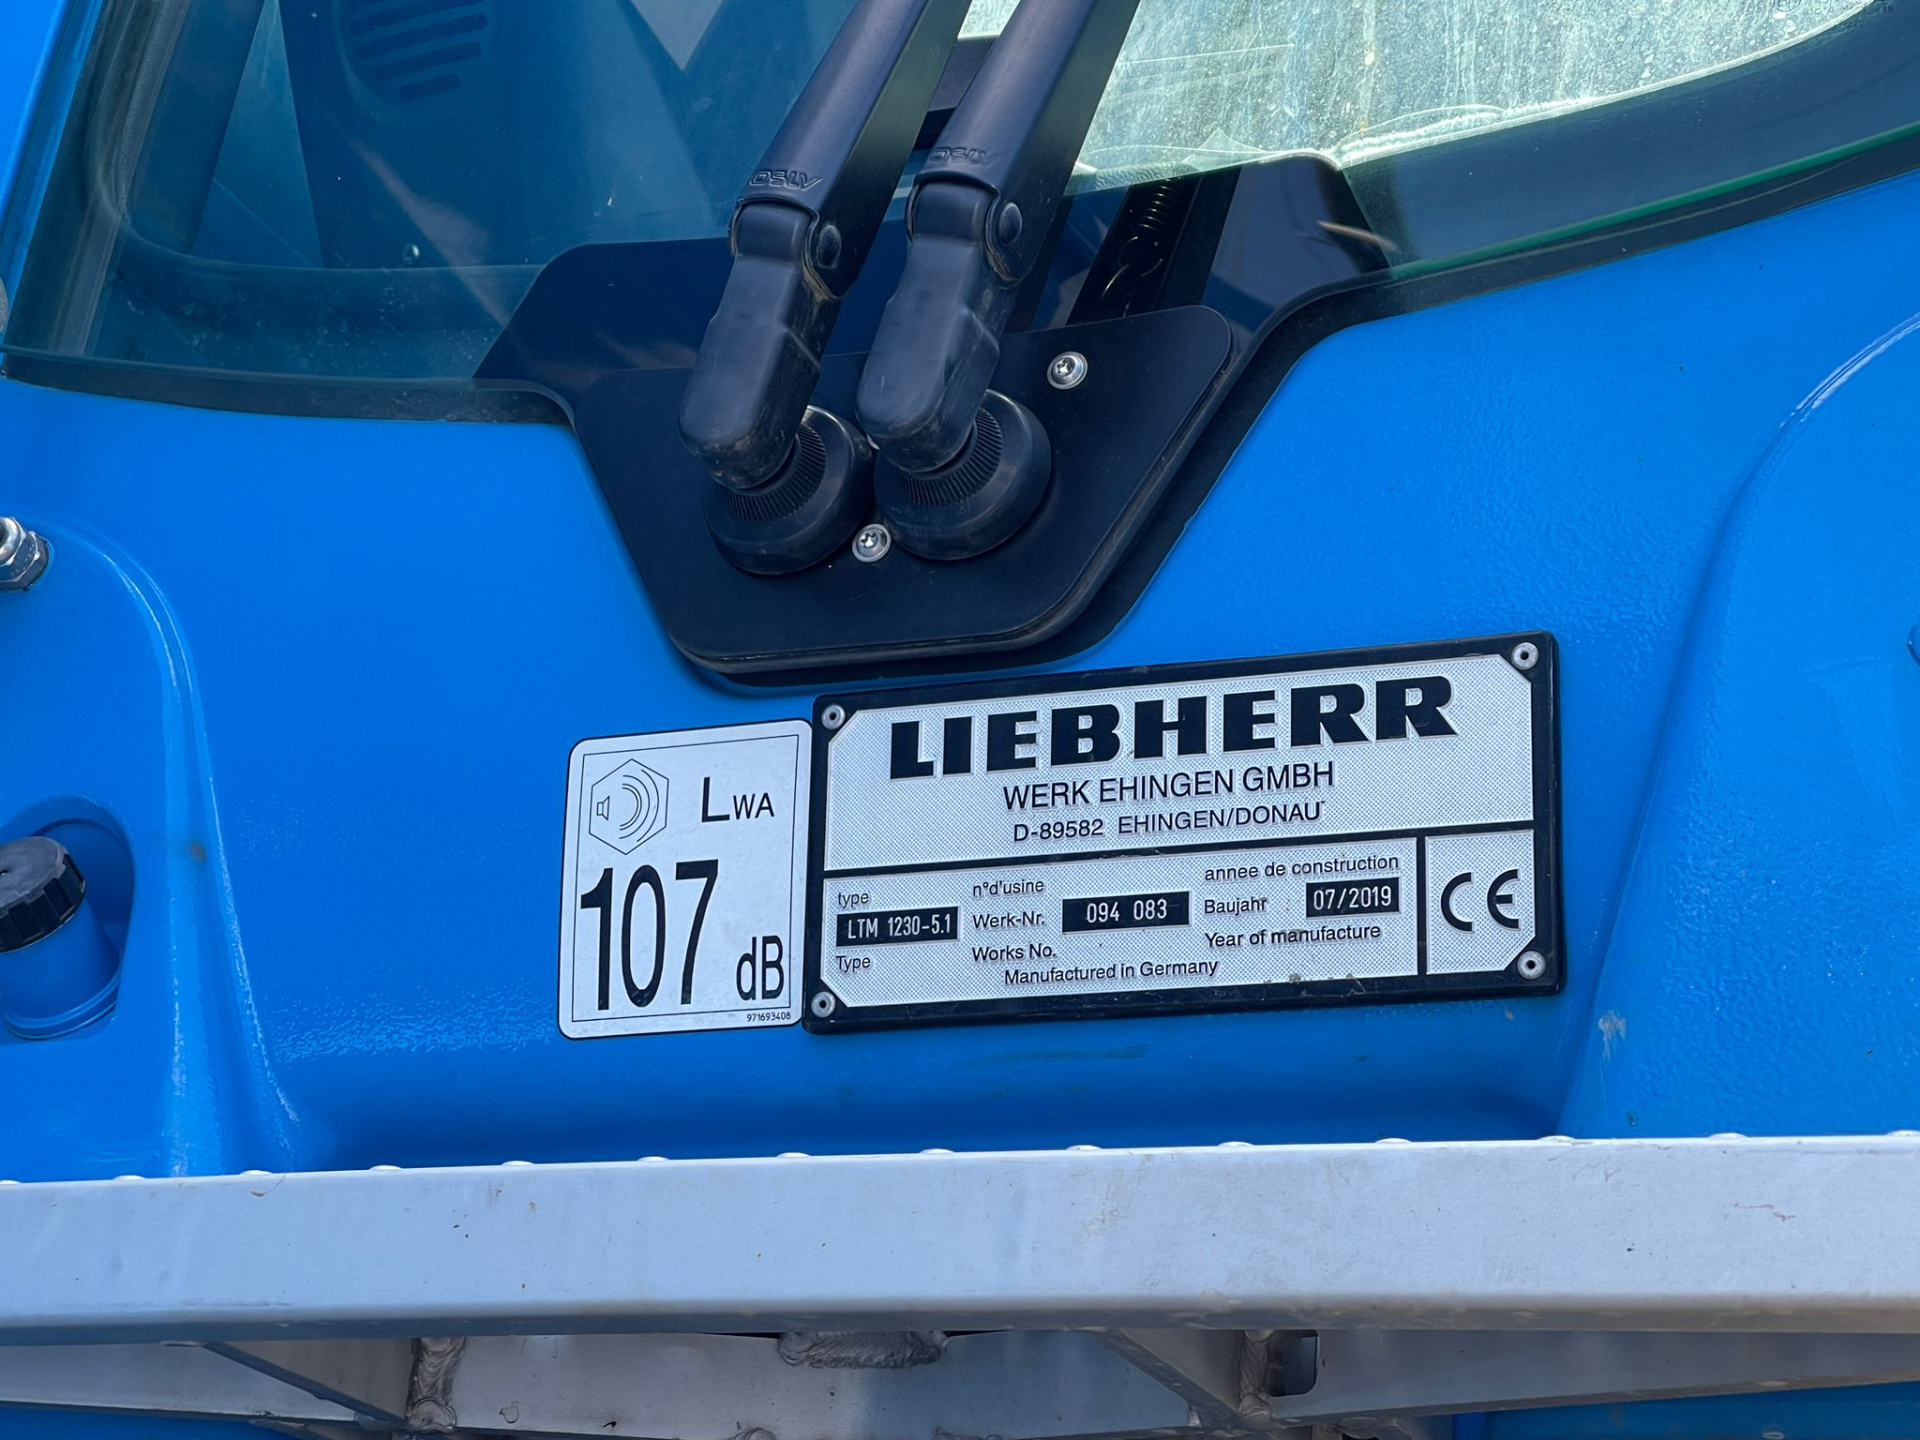 LWA
107
dB
971693408
LIEBHERR
WERK EHINGEN GMBH
D-89582 EHINGEN/DONAU
type
LTM 1230-5.1
Type
n°d'usine
Werk-Nr. 094 083
Works No.
annee de construction
Baujahr 07/2019
Year of manufacture
Manufactured in Germany
CE